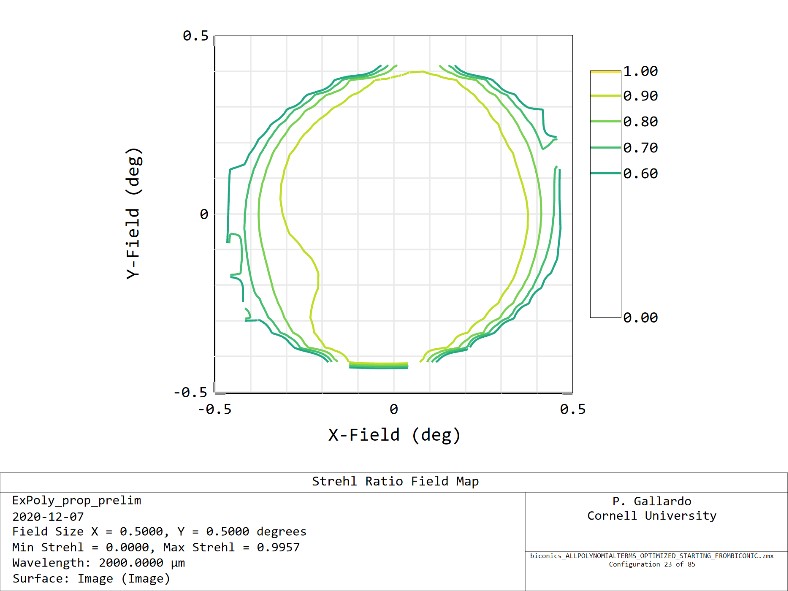 0.5
0
-0.5
Y-Field (deg)
-0.5
0
0.5
X-Field (deg)
1.00
0.90
0.80
0.70
0.60
0.00
Strehl Ratio Field Map
ExPoly_prop_prelim
2020-12-07
Field Size X = 0.5000, Y = 0.5000 degrees
Min Strehl = 0.0000, Max Strehl = 0.9957
Wavelength: 2000.0000 µm
Surface: Image (Image)
P. Gallardo
Cornell University
biconics_ALLPOLYNOMIALTERMS_OPTIMIZED_STARTING_FROMBICONIC.zmx
Configuration 23 of 85